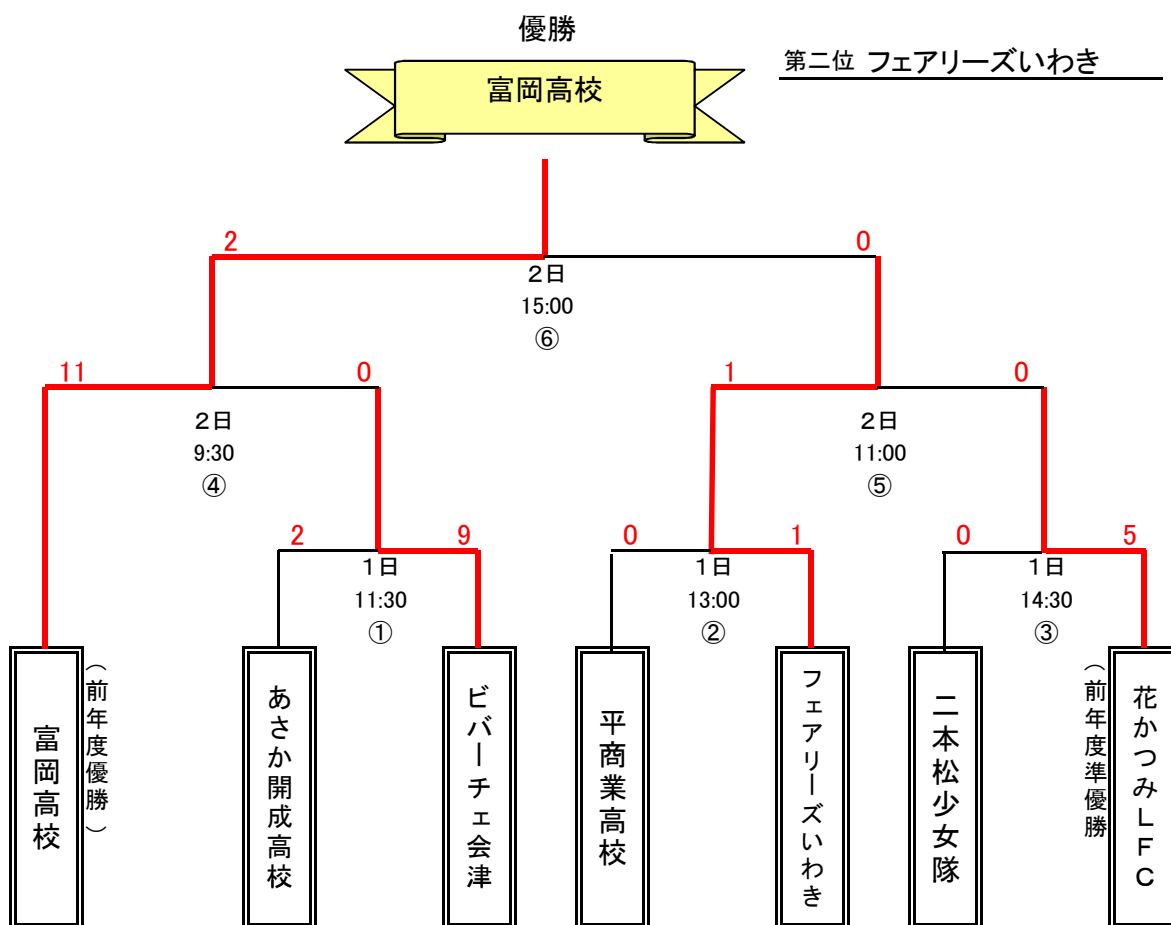 優勝
第二位 フェアリーズいわき
富岡高校
2
0
2日
15:00
⑥
11
0
1
0
2日
9:30
④
2日
11:00
⑤
2
9
0
1
0
5
1日
11:30
①
1日
13:00
②
1日
14:30
③
富岡高校
(前年度優勝)
あさか開成高校
ビバーチェ会津
平商業高校
フェアリーズいわき
二本松少女隊
(前年度準優勝
花かつみLFC